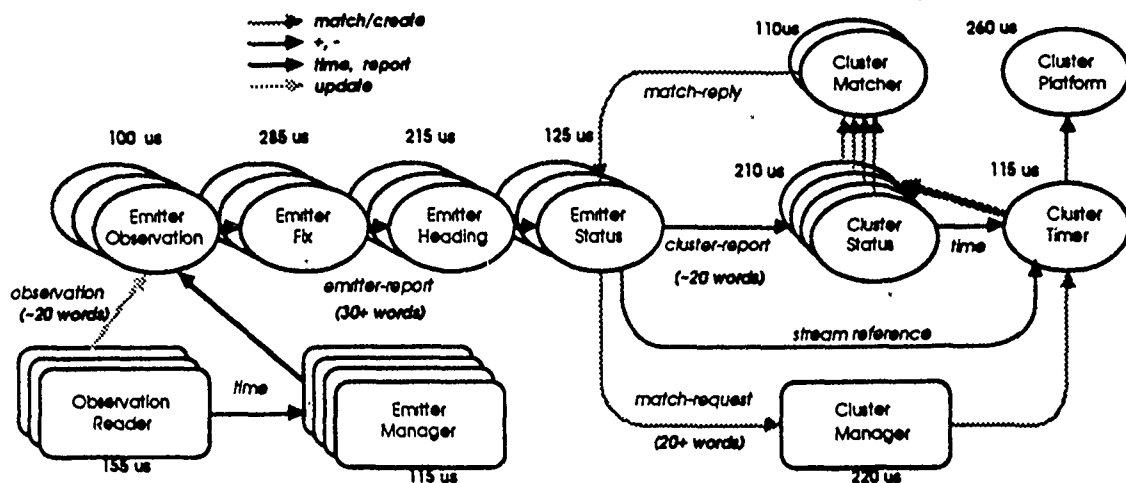 match/create
+, -
time, report
update
110us
260 us
Cluster
Matcher
Cluster
Platform
match-reply
100 us
285 us
215 us
125 us
210 us
115 us
Emitter
Observation
Emitter
Fix
Emitter
Heading
Emitter
Status
cluster-report
(~20 words)
Cluster
Status
time
Cluster
Timer
observation
(~20 words)
emitter-report
(30+ words)
stream reference
Observation
Reader
time
Emitter
Manager
match-request
(20+ words)
Cluster
Manager
155 us
115 us
220 us